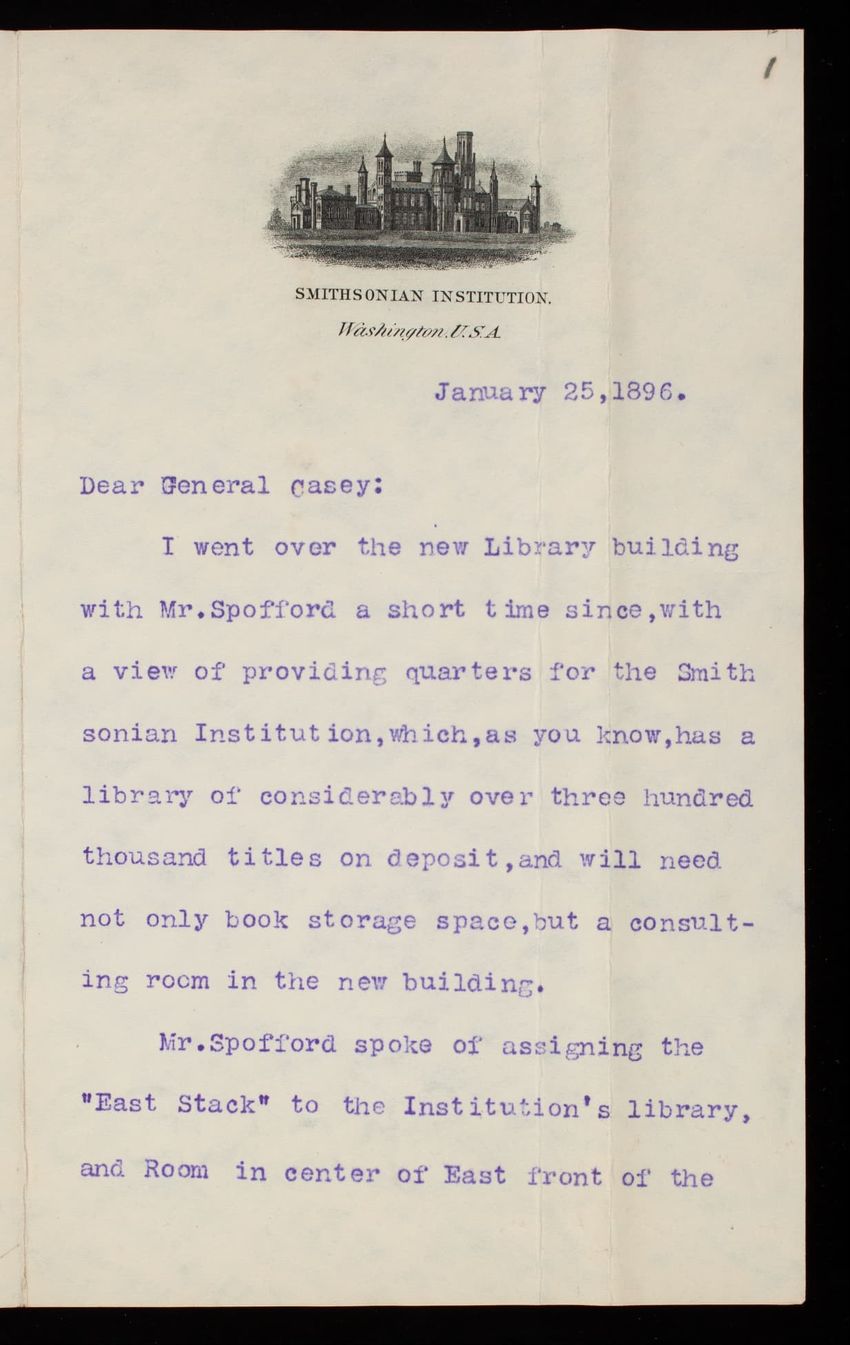 1
SMITHSONIAN INSTITUTION.
Washington. U.S.A.
January 25,1896.
Dear General Casey:
I went over the new Library building
with Mr.Spofford a short time since,with
a view of providing quarters for the Smith
sonian Institution,which,as you know,has a
library of considerably over three hundred
thousand titles on deposit,and will need
not only book storage space,but a consult-
ing room in the new building.
Mr.Spofford spoke of assigning the
"East Stack" to the Institution's library,
and Room in center of East front of the